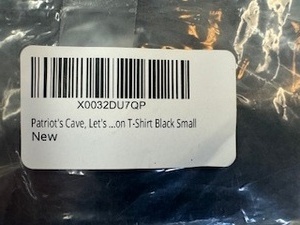 X0032DU7QP
Patriot's Cave, Let's ...on T-Shirt Black Small
New